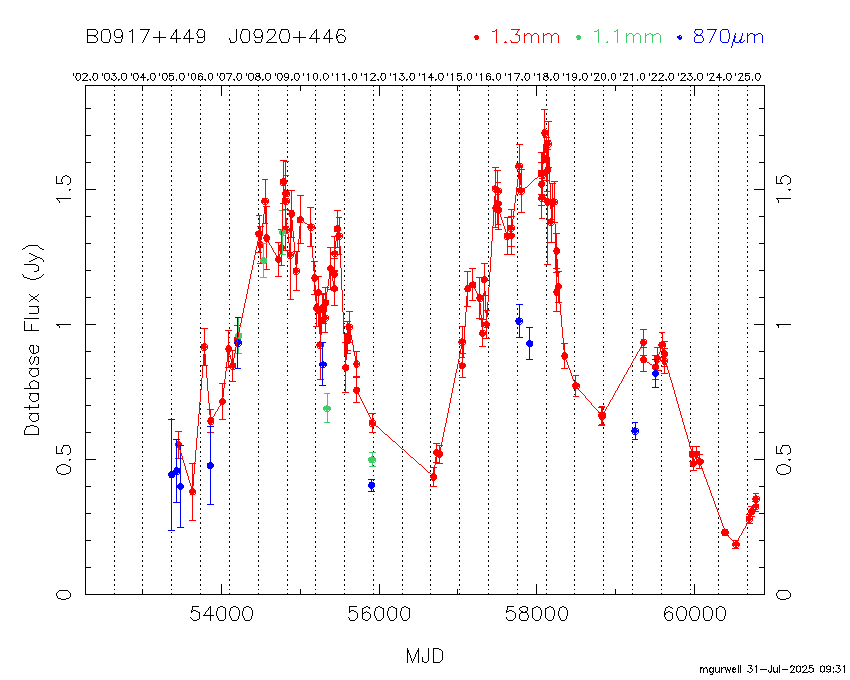 B0917+449 J0920+446 1.3mm 1.1mm 870μm
'02.0 '03.0 '04.0 '05.0 '06.0 '07.0 '08.0 '09.0 '10.0 '11.0 '12.0 '13.0 '14.0 '15.0 '16.0 '17.0 '18.0 '19.0 '20.0 '21.0 '22.0 '23.0 '24.0 '25.0
1.5 1.5
1 1
0.5 0.5
0 0
Database Flux (Jy)
54000 56000 58000 60000
MJD
mgurwell 31-Jul-2025 09:31